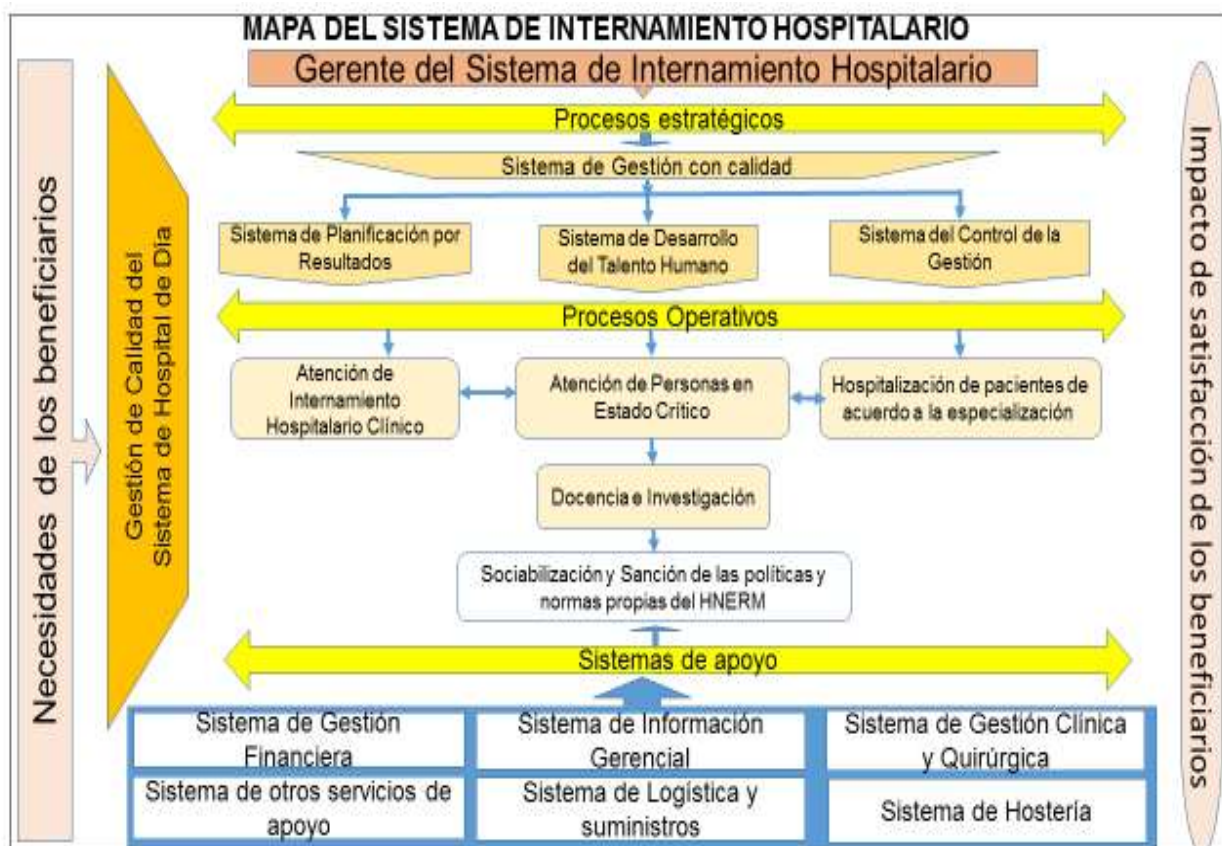 MAPA DEL SISTEMA DE INTERNAMIENTO HOSPITALARIO
Gerente del Sistema de Internamiento Hospitalario
Necesidades de los beneficiarios
Gestión de Calidad del
Sistema de Hospital de Día
Procesos estratégicos
Sistema de Gestión con calidad
Sistema de Planificación por
Resultados
Sistema de Desarrollo
del Talento Humano
Sistema del Control de la
Gestión
Procesos Operativos
Atención de
Internamiento
Hospitalario Clínico
Atención de Personas en
Estado Crítico
Hospitalización de pacientes de
acuerdo a la especialización
Docencia e Investigación
Sociabilización y Sanción de las políticas y
normas propias del HNERM
Sistemas de apoyo
Sistema de Gestión
Financiera
Sistema de Información
Gerencial
Sistema de Gestión Clínica
y Quirúrgica
Sistema de otros servicios de
apoyo
Sistema de Logística y
suministros
Sistema de Hostería
Impacto de satisfacción de los beneficiarios